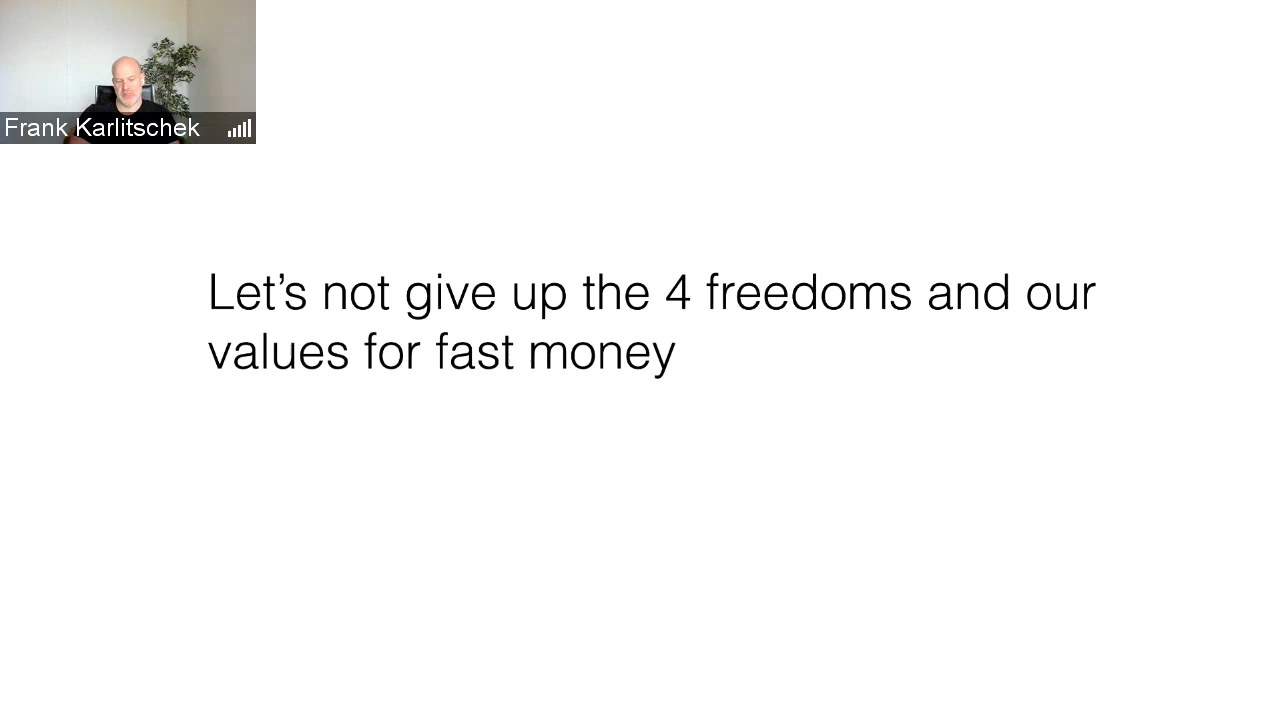 Frank Karlitschek
Let’s not give up the 4 freedoms and our
values for fast money